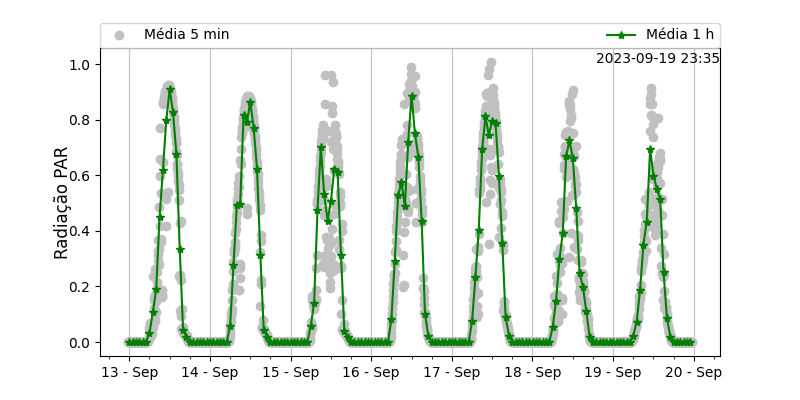 Média 5 min
Média 1 h
2023-09-19 23:35
Radiação PAR
1.0
0.8
0.6
0.4
0.2
0.0
13 - Sep
14 - Sep
15 - Sep
16 - Sep
17 - Sep
18 - Sep
19 - Sep
20 - Sep